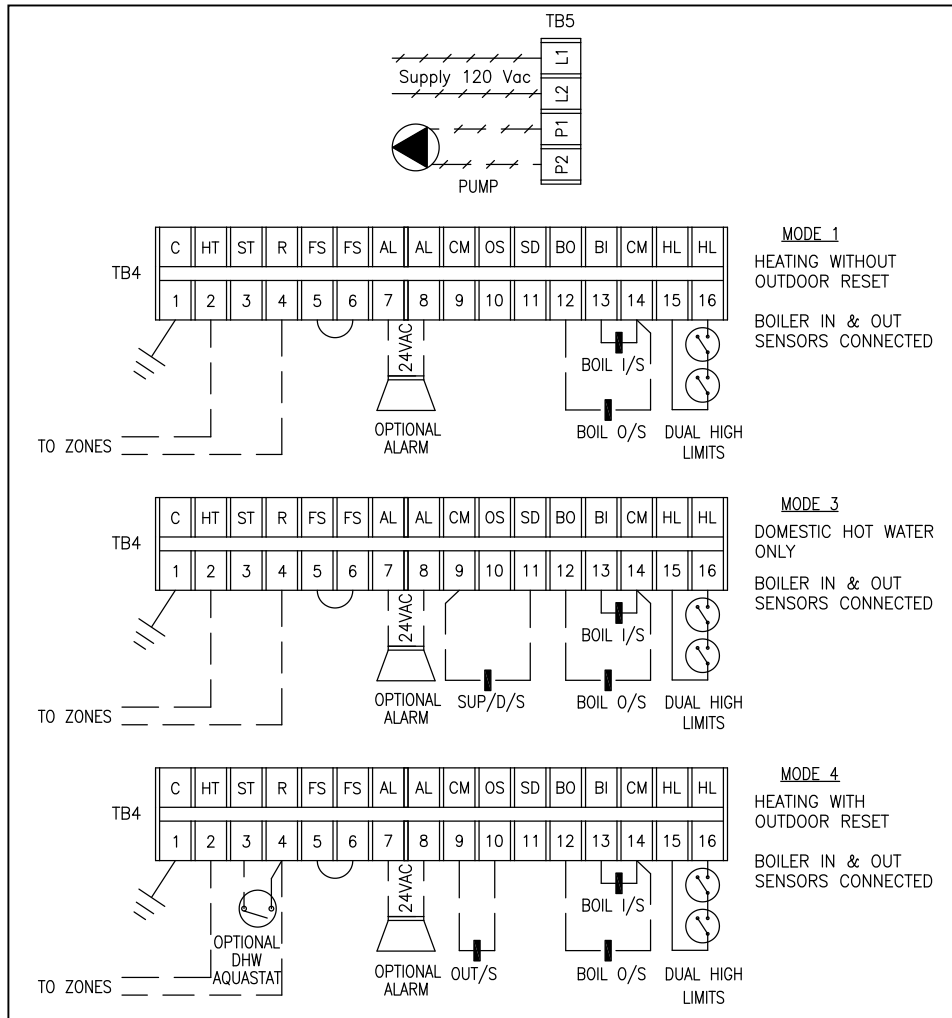 TB5
L1
Supply 120 Vac
L2
P1
P2
PUMP
C HT ST R FS FS AL AL CM OS SD BO BI CM HL HL
TB4
1 2 3 4 5 6 7 8 9 10 11 12 13 14 15 16
MODE 1
HEATING WITHOUT
OUTDOOR RESET
BOILER IN & OUT
SENSORS CONNECTED
24VAC
BOIL I/S
TO ZONES
OPTIONAL
ALARM
BOIL O/S
DUAL HIGH
LIMITS
C HT ST R FS FS AL AL CM OS SD BO BI CM HL HL
TB4
1 2 3 4 5 6 7 8 9 10 11 12 13 14 15 16
MODE 3
DOMESTIC HOT WATER
ONLY
BOILER IN & OUT
SENSORS CONNECTED
24VAC
BOIL I/S
TO ZONES
OPTIONAL
ALARM
SUP/D/S
BOIL O/S
DUAL HIGH
LIMITS
C HT ST R FS FS AL AL CM OS SD BO BI CM HL HL
TB4
1 2 3 4 5 6 7 8 9 10 11 12 13 14 15 16
MODE 4
HEATING WITH
OUTDOOR RESET
BOILER IN & OUT
SENSORS CONNECTED
24VAC
BOIL I/S
OPTIONAL
DHW
AQUASTAT
TO ZONES
OPTIONAL
ALARM
OUT/S
BOIL O/S
DUAL HIGH
LIMITS